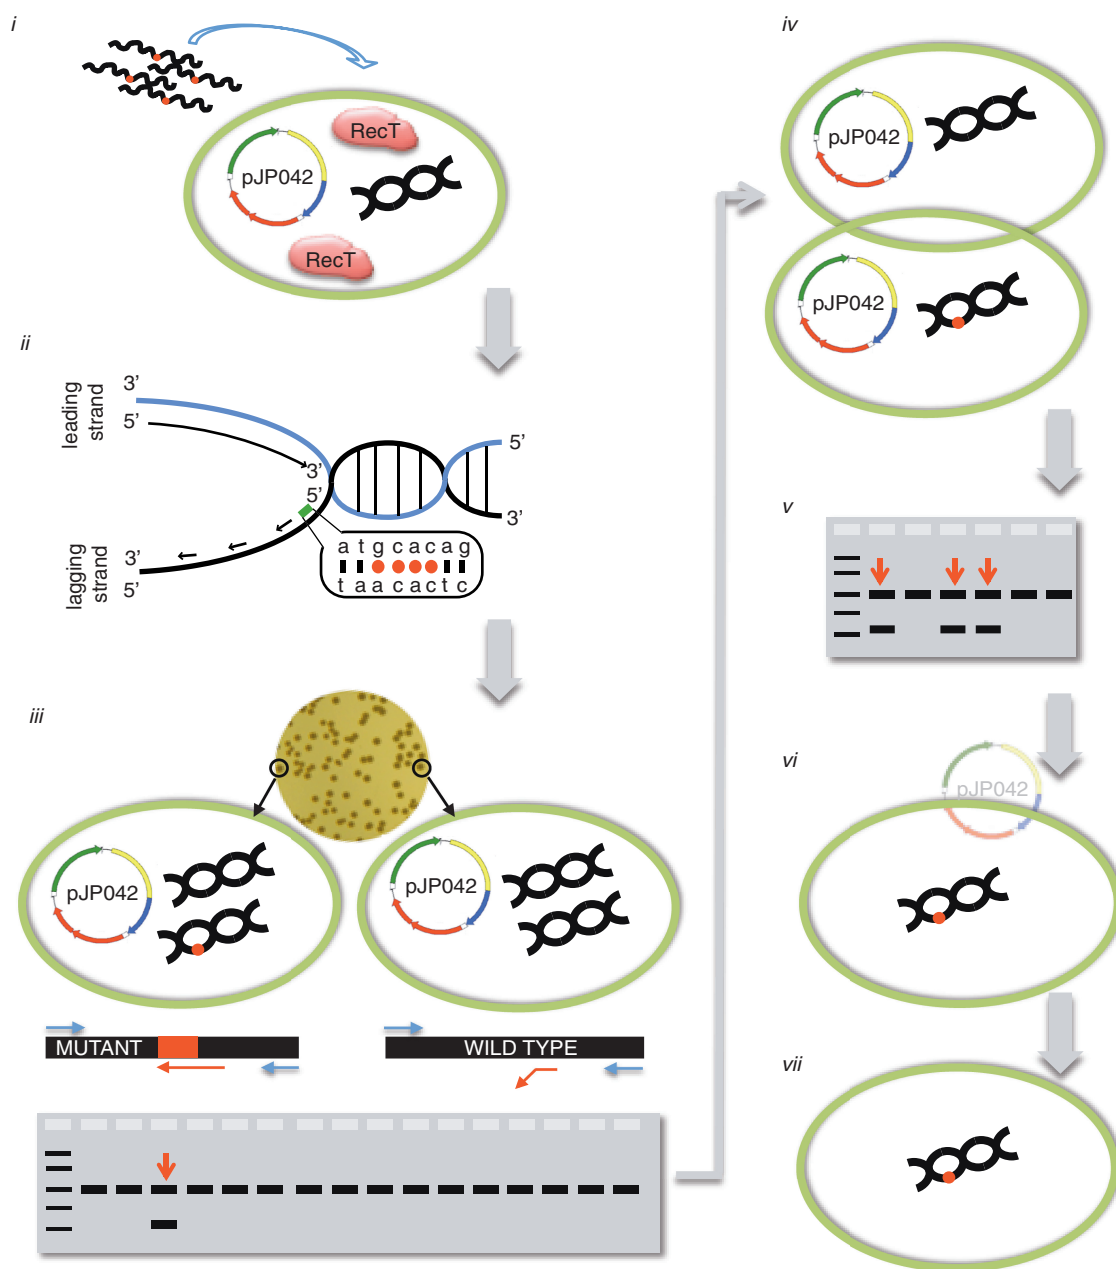 i
RecT
pJP042
RecT
ii
leading
strand
3’
5’
3’
5’
5’
3’
lagging
strand
3’
5’
a t g c a c a g
t a a c a c t c
iii
pJP042
pJP042
MUTANT
WILD TYPE
iv
pJP042
pJP042
v
vi
pJP042
vii